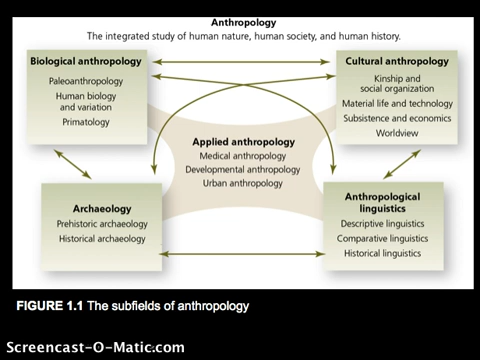 Anthropology
The integrated study of human nature, human society, and human history.
Biological anthropology
Paleoanthropology
Human biology
and variation
Primatology
Cultural anthropology
Kinship and
social organization
Material life and technology
Subsistence and economics
Worldview
Applied anthropology
Medical anthropology
Developmental anthropology
Urban anthropology
Archaeology
Prehistoric archaeology
Historical archaeology
Anthropological
linguistics
Descriptive linguistics
Comparative linguistics
Historical linguistics
FIGURE 1.1 The subfields of anthropology
Screencast-O-Matic.com